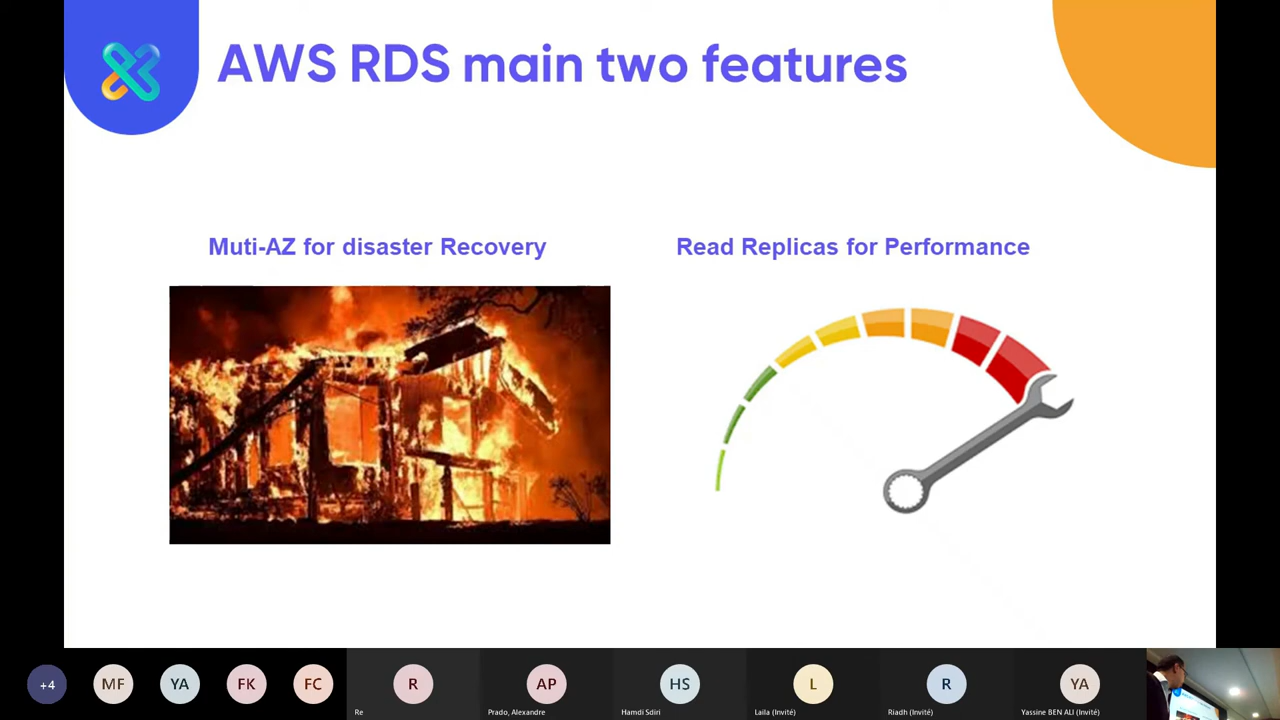 AWS RDS main two features
Muti-AZ for disaster Recovery
Read Replicas for Performance
+4
MF
YA
FK
FC
R
AP
HS
L
R
YA
Re
Prado, Alexandre
Hamdi Sdiri
Laila (Invité)
Riadh (Invité)
Yassine BEN ALI (Invité)